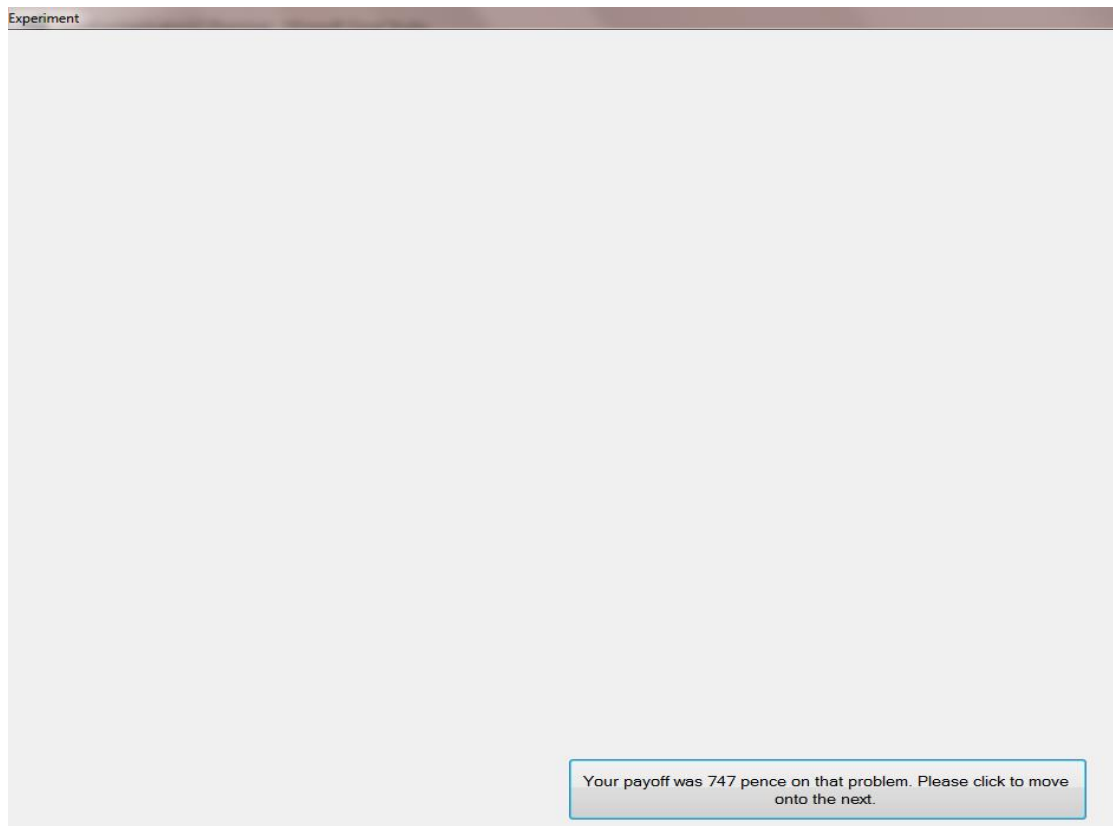 Experiment
Your payoff was 747 pence on that problem. Please click to move
onto the next.